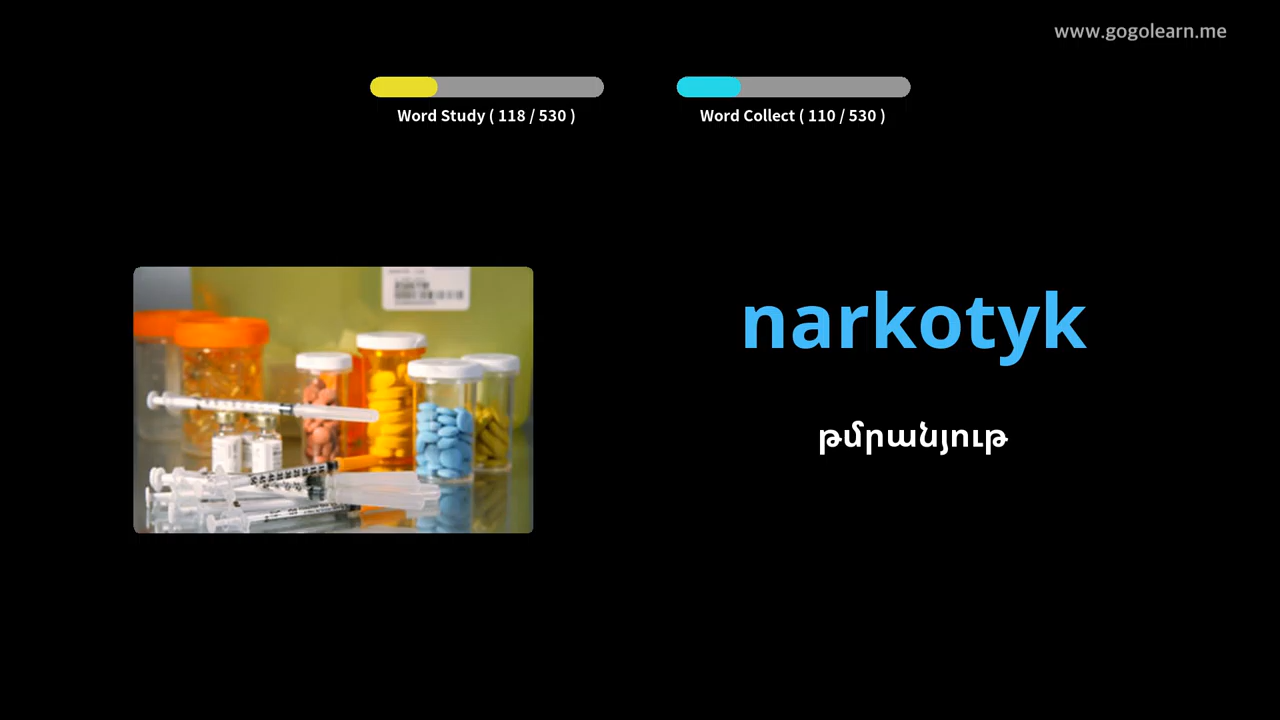 www.gogolearn.me
Word Study ( 118 / 530 )
Word Collect ( 110 / 530 )
narkotyk
թմրանյութ